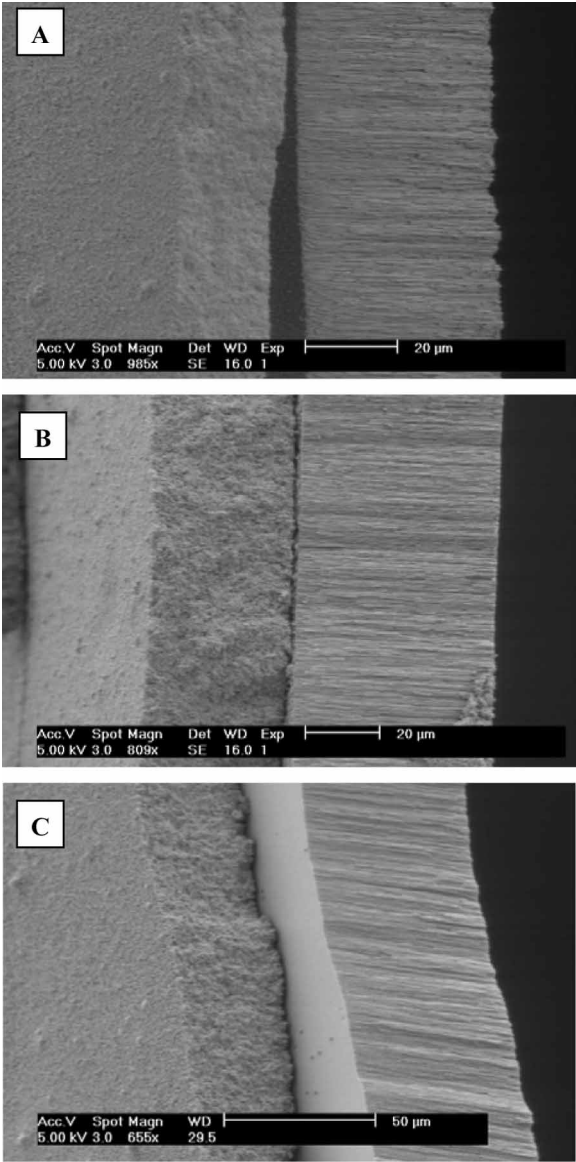 A
Acc.V Spot Magn Det WD Exp 20 µm
5.00 kV 3.0 985x SE 16.0 1
B
Acc.V Spot Magn Det WD Exp 20 µm
5.00 kV 3.0 809x SE 16.0 1
C
Acc.V Spot Magn WD 50 µm
5.00 kV 3.0 655x 29.5